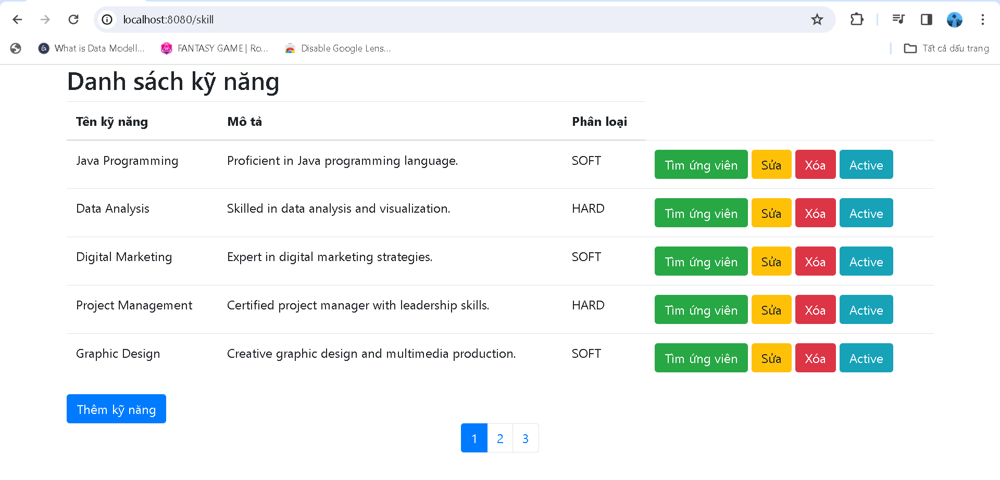 localhost:8080/skill
What is Data Modell... FANTASY GAME | Ro... Disable Google Lens... Tất cả dấu trang
Danh sách kỹ năng
Tên kỹ năng Mô tả Phân loại
Java Programming Proficient in Java programming language. SOFT Tìm ứng viên Sửa Xóa Active
Data Analysis Skilled in data analysis and visualization. HARD Tìm ứng viên Sửa Xóa Active
Digital Marketing Expert in digital marketing strategies. SOFT Tìm ứng viên Sửa Xóa Active
Project Management Certified project manager with leadership skills. HARD Tìm ứng viên Sửa Xóa Active
Graphic Design Creative graphic design and multimedia production. SOFT Tìm ứng viên Sửa Xóa Active
Thêm kỹ năng
1 2 3